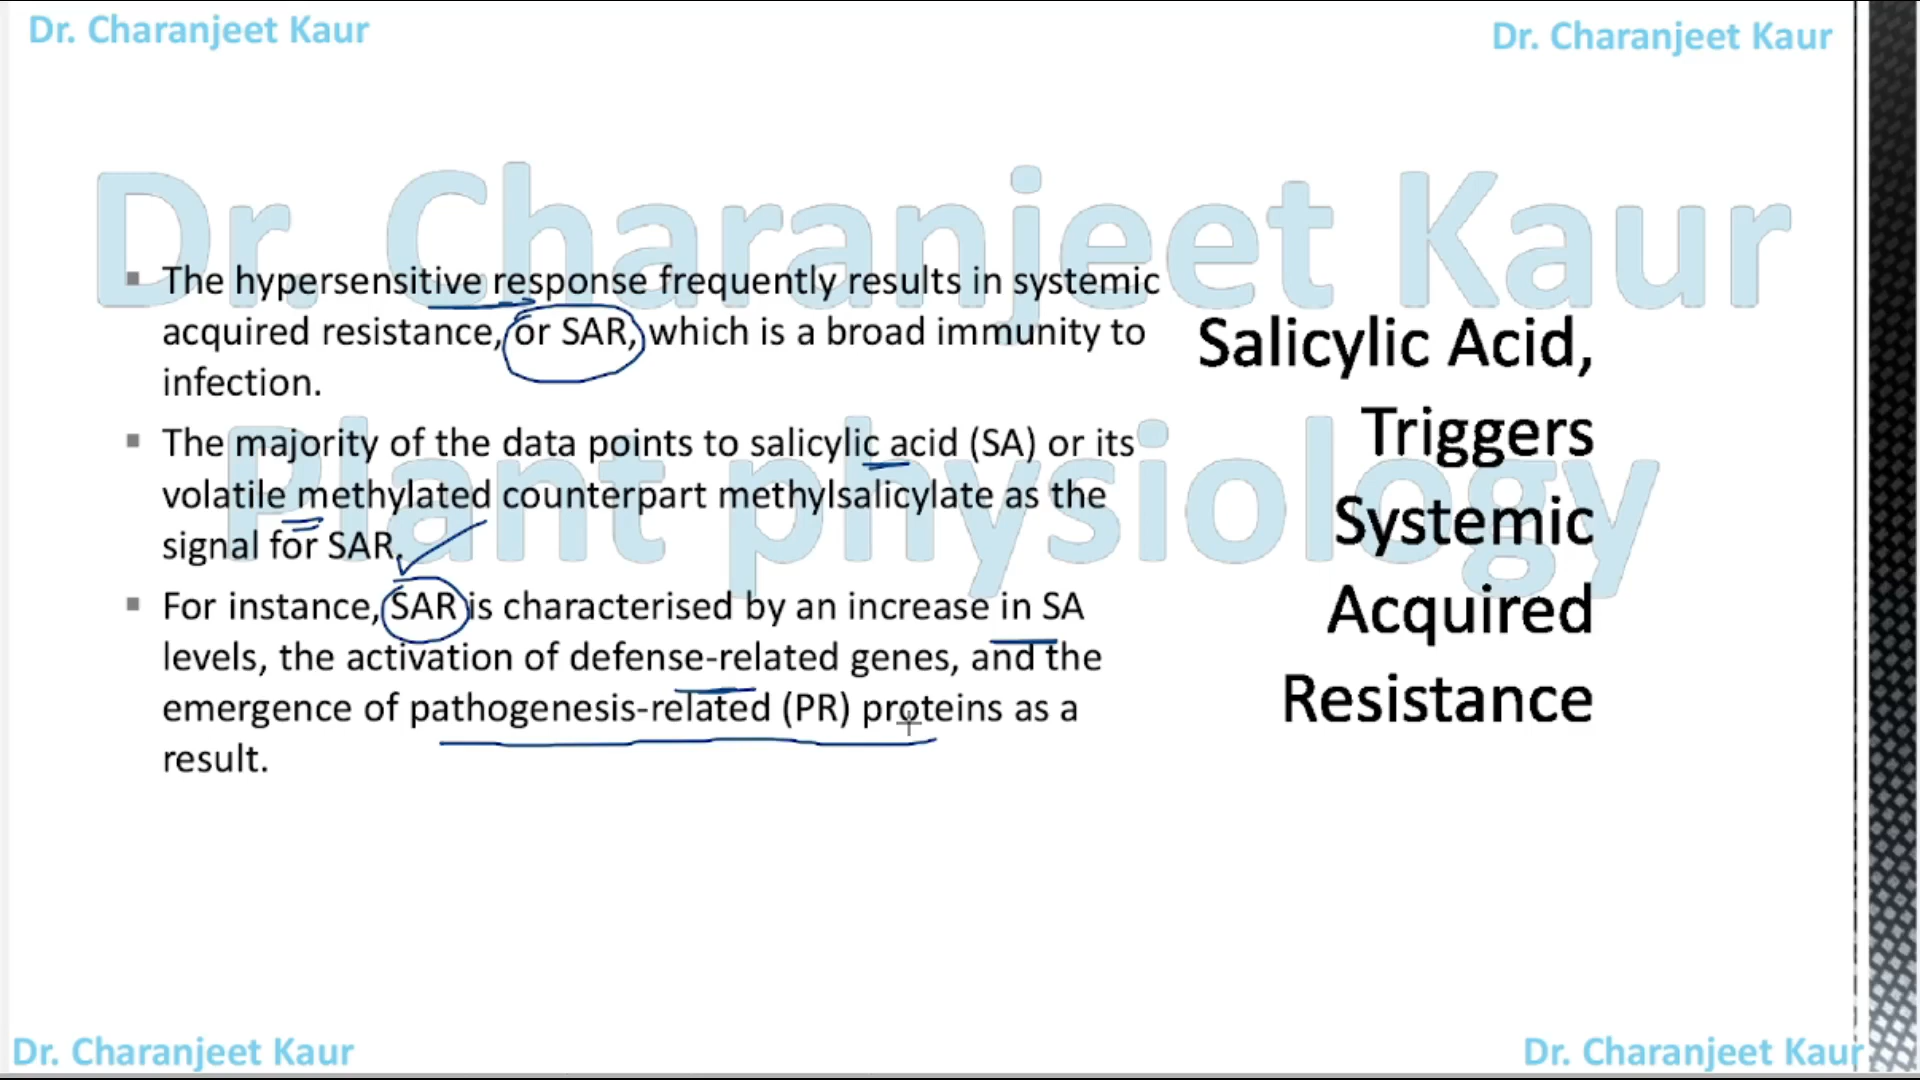 Dr. Charanjeet Kaur
Dr. Charanjeet Kaur
Dr. Charanjeet Kaur
Plant physiology
▪ The hypersensitive response frequently results in systemic
acquired resistance, or SAR, which is a broad immunity to
infection.
▪ The majority of the data points to salicylic acid (SA) or its
volatile methylated counterpart methylsalicylate as the
signal for SAR.
▪ For instance, SAR is characterised by an increase in SA
levels, the activation of defense-related genes, and the
emergence of pathogenesis-related (PR) proteins as a
result.
Salicylic Acid,
Triggers
Systemic
Acquired
Resistance
Dr. Charanjeet Kaur
Dr. Charanjeet Kaur